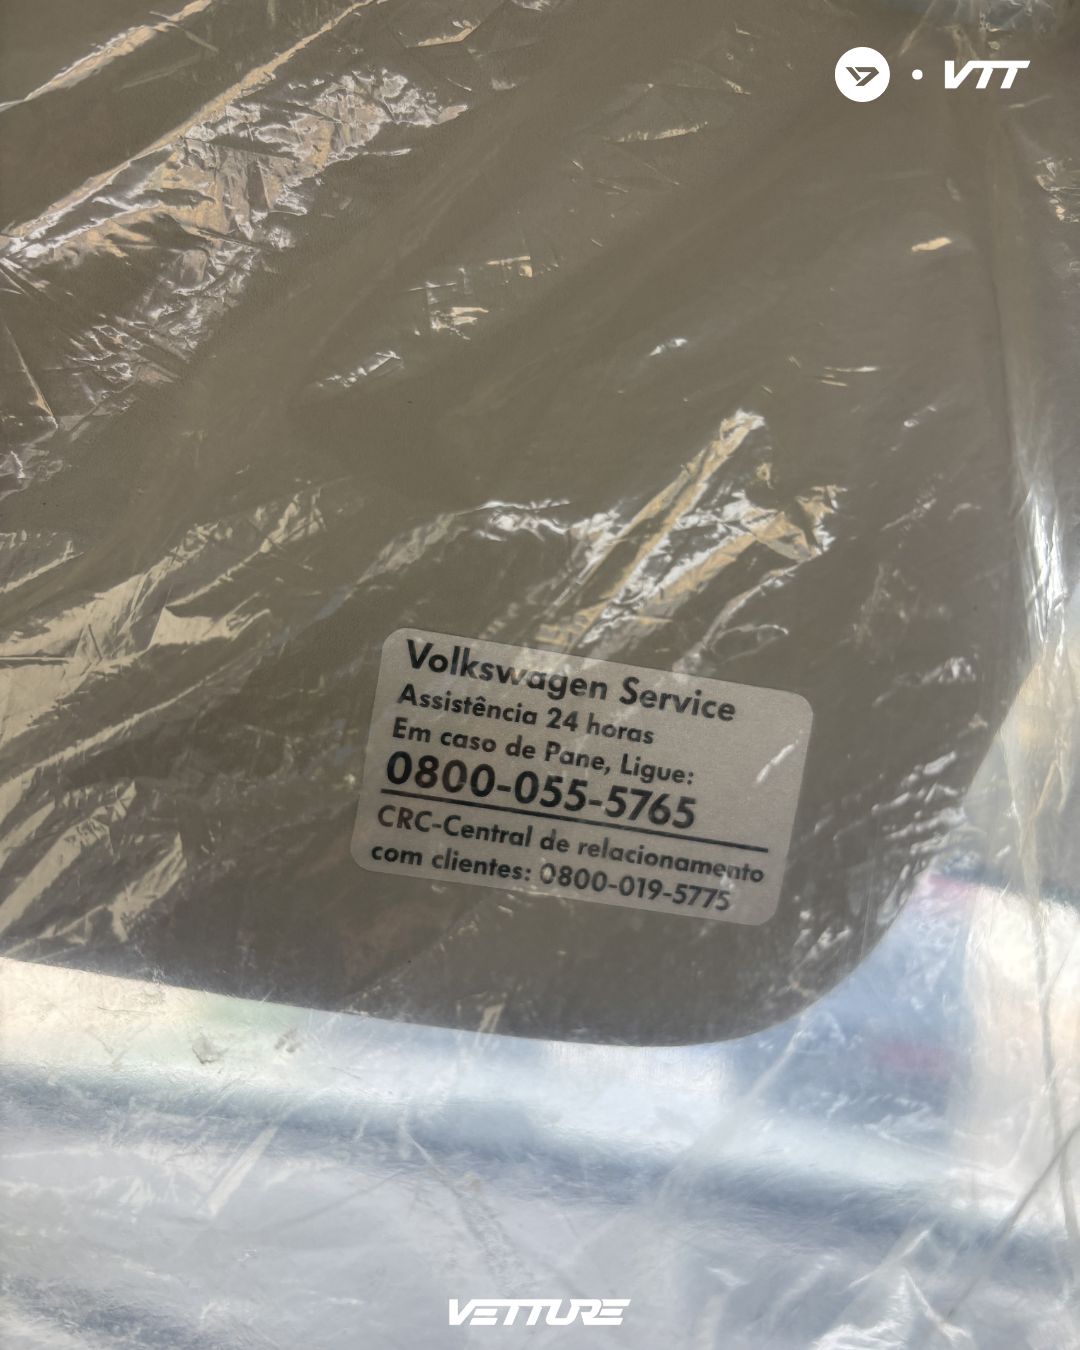 VTT
Volkswagen Service
Assistência 24 horas
Em caso de Pane, Ligue:
0800-055-5765
CRC-Central de relacionamento
com clientes: 0800-019-5775
VETTURE